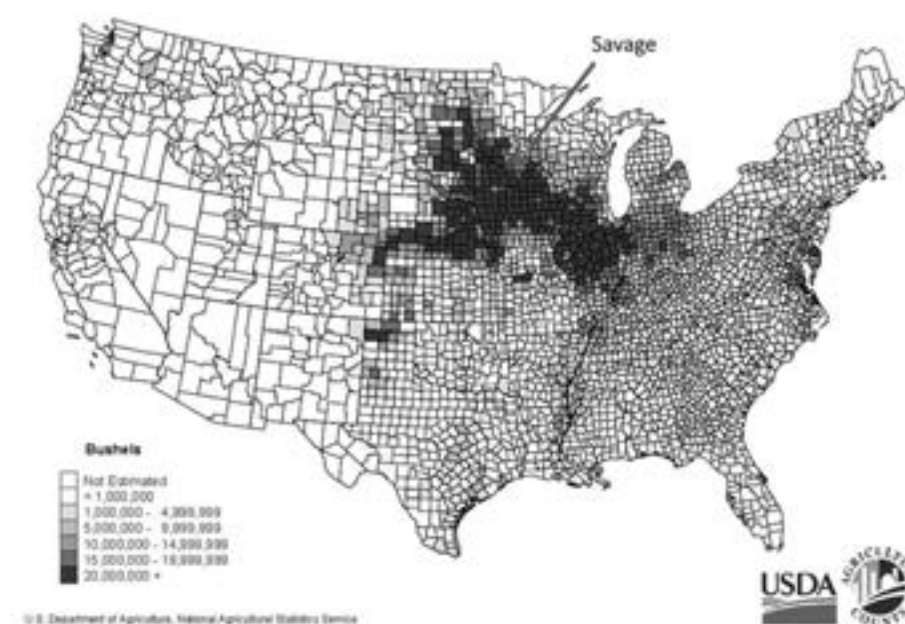 Savage
Bushels
Not Estimated
< 1,000,000
1,000,000 - 4,999,999
5,000,000 - 9,999,999
10,000,000 - 14,999,999
15,000,000 - 19,999,999
20,000,000 +
USDA
AGRICULTURE
COUNTS
U.S. Department of Agriculture, National Agricultural Statistics Service